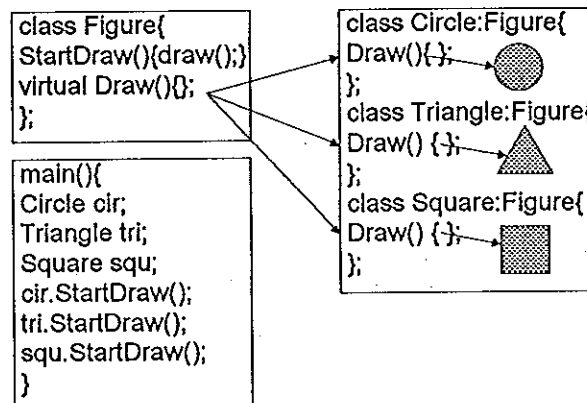 class Figure{
StartDraw(){draw();}
virtual Draw(){};
};
main(){
Circle cir;
Triangle tri;
Square squ;
cir.StartDraw();
tri.StartDraw();
squ.StartDraw();
}
class Circle:Figure{
Draw(){ };
};
class Triangle:Figure{
Draw() { };
};
class Square:Figure{
Draw() { };
};